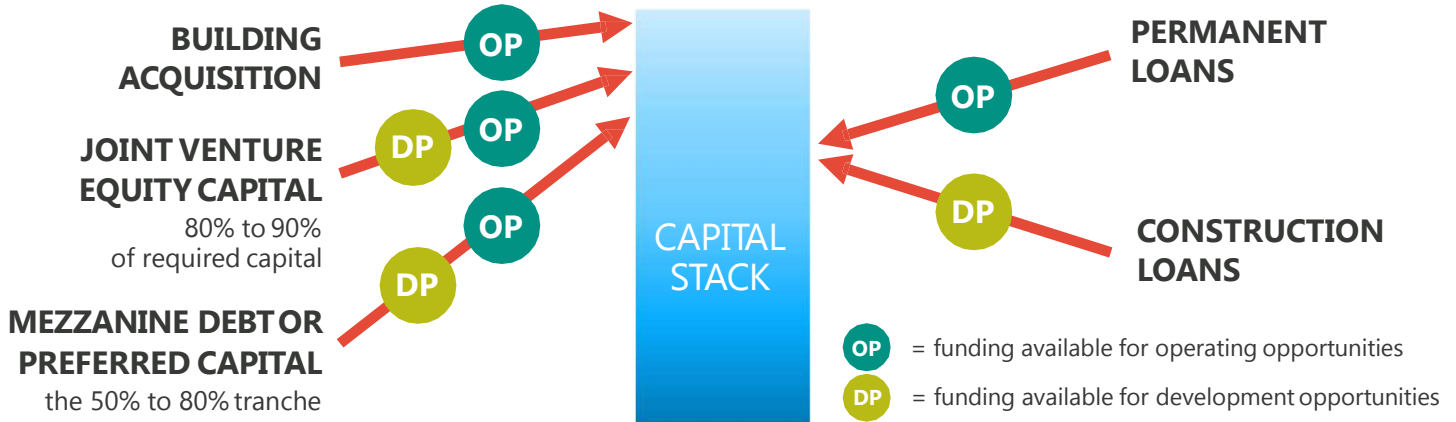 BUILDING
ACQUISITION
OP
JOINT VENTURE
EQUITY CAPITAL
80% to 90%
of required capital
DP
OP
MEZZANINE DEBT OR
PREFERRED CAPITAL
the 50% to 80% tranche
DP
OP
CAPITAL
STACK
PERMANENT
LOANS
OP
CONSTRUCTION
LOANS
DP
OP = funding available for operating opportunities
DP = funding available for development opportunities